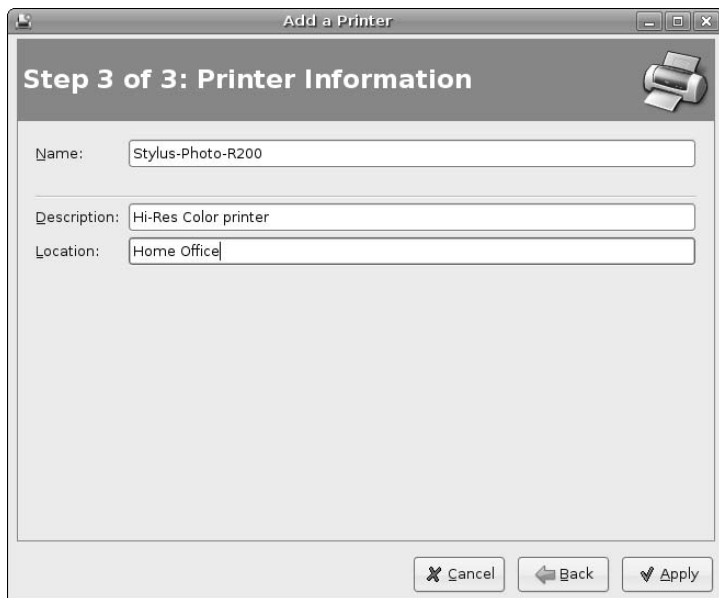 Add a Printer
Step 3 of 3: Printer Information
Name: Stylus-Photo-R200
Description: Hi-Res Color printer
Location: Home Office
Cancel Back Apply